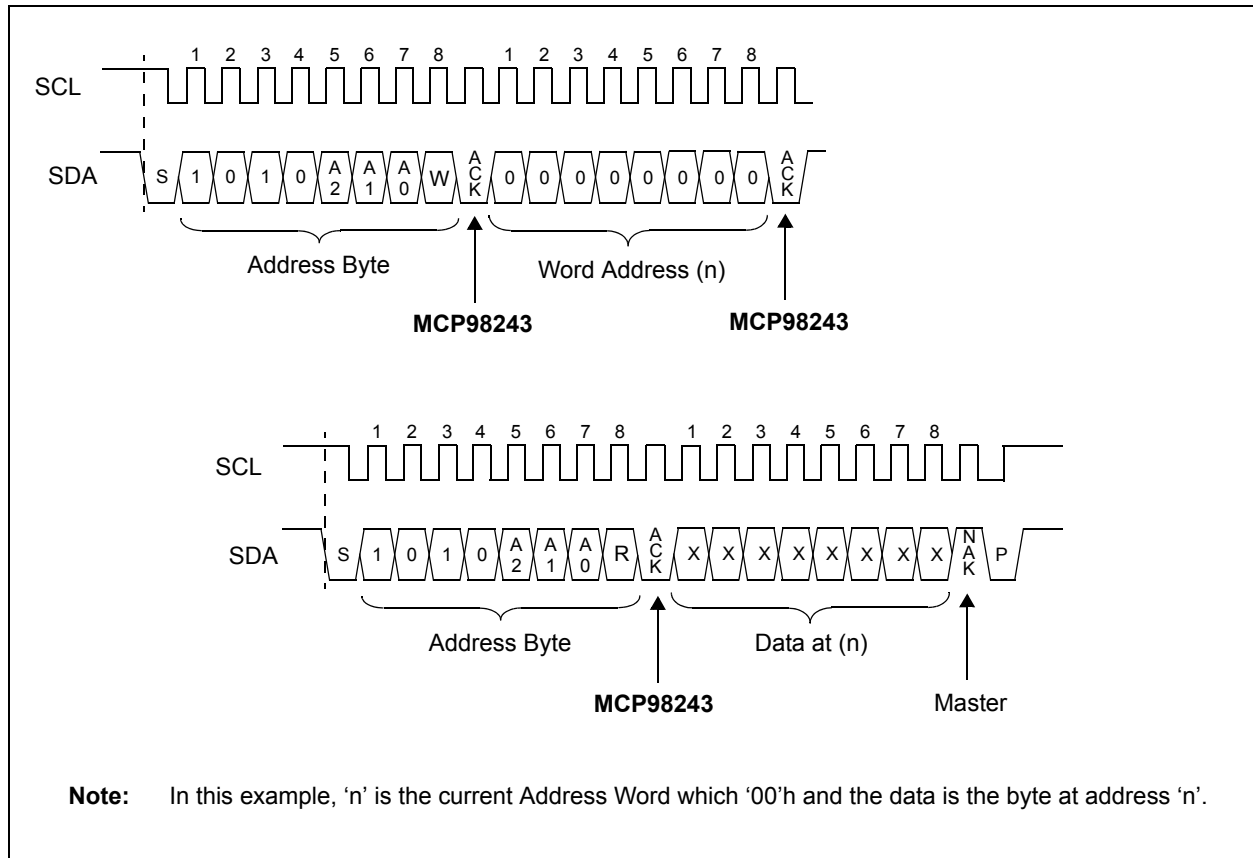 1 2 3 4 5 6 7 8 1 2 3 4 5 6 7 8
SCL
SDA
S 1 0 1 0 A2 A1 A0 W ACK 0 0 0 0 0 0 0 0 ACK
Address Byte Word Address (n)
MCP98243 MCP98243
1 2 3 4 5 6 7 8 1 2 3 4 5 6 7 8
SCL
SDA
S 1 0 1 0 A2 A1 A0 R ACK X X X X X X X X NAK P
Address Byte Data at (n)
MCP98243 Master
Note: In this example, ‘n’ is the current Address Word which ‘00’h and the data is the byte at address ‘n’.